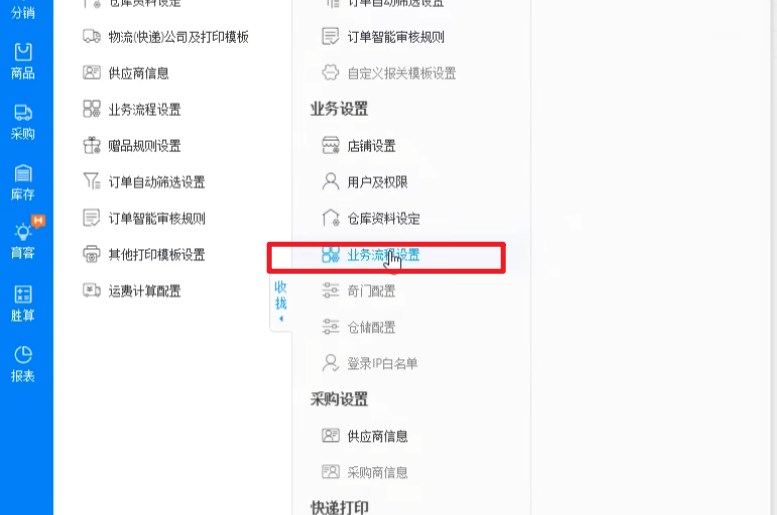 分销
商品
采购
库存
育客
胜算
报表
仓库资料设定
物流(快递)公司及打印模板
供应商信息
业务流程设置
赠品规则设置
订单自动筛选设置
订单智能审核规则
其他打印模板设置
运费计算配置
收拢
订单自动筛选设置
订单智能审核规则
自定义报关模板设置
业务设置
店铺设置
用户及权限
仓库资料设定
业务流程设置
奇门配置
仓储配置
登录IP白名单
采购设置
供应商信息
采购商信息
快递打印